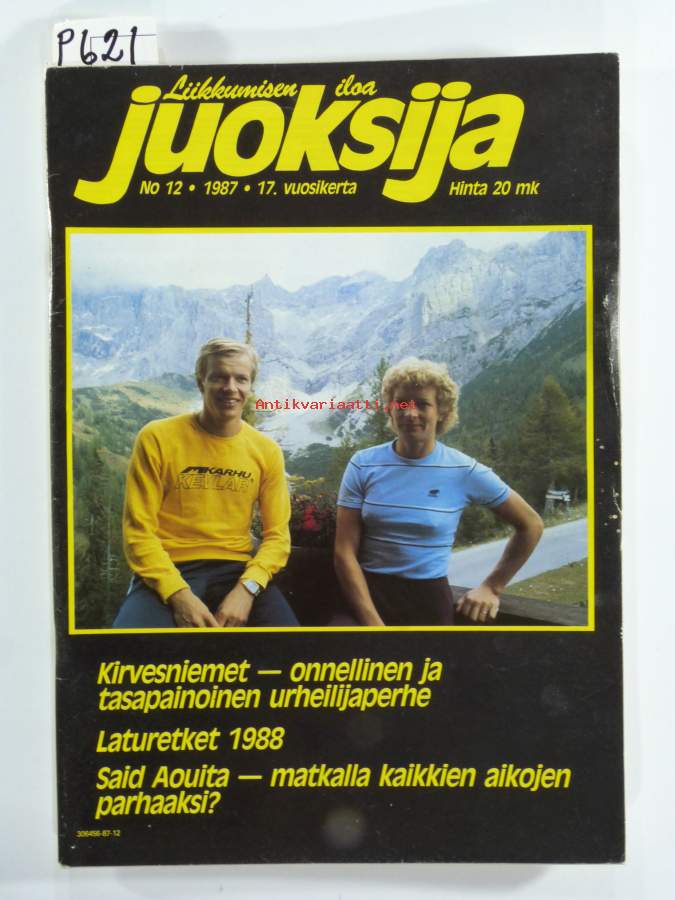 P621
Liikkumisen iloa
juoksija
No 12 • 1987 • 17. vuosikerta Hinta 20 mk
Antikvariaatti.net
KARHU
KEVLAR
Kirvesniemet — onnellinen ja
tasapainoinen urheilijaperhe
Laturetket 1988
Said Aouita — matkalla kaikkien aikojen
parhaaksi?
306456-87-12